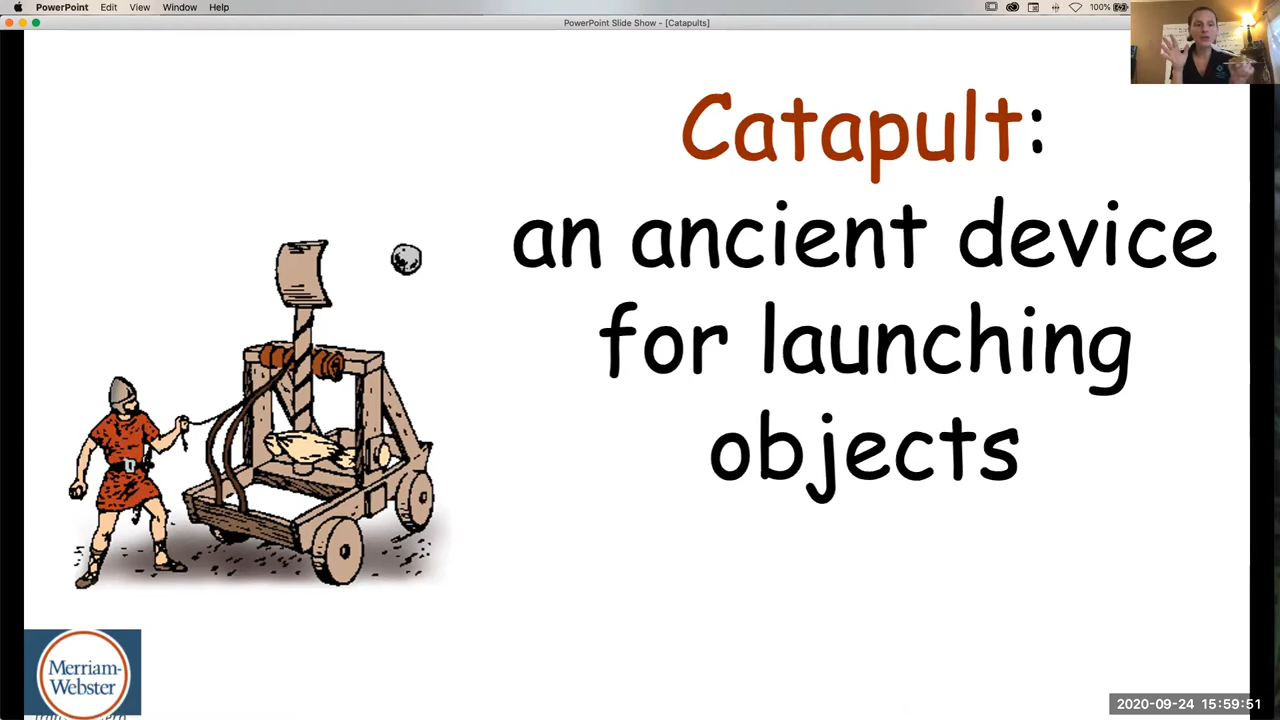 PowerPoint Edit View Window Help 100%
PowerPoint Slide Show - [Catapults]
Catapult:
an ancient device
for launching
objects
Merriam-
Webster
2020-09-24 15:59:51